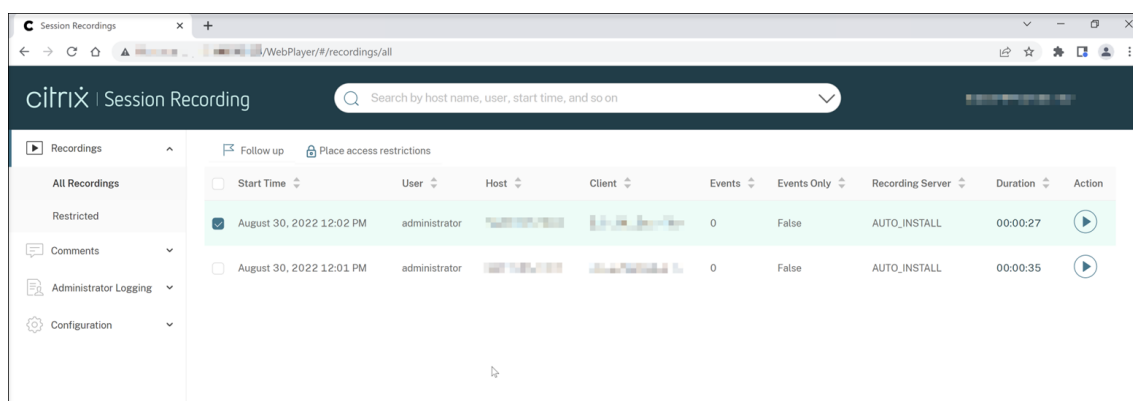 Session Recordings
/WebPlayer/#/recordings/all
citrix | Session Recording
Search by host name, user, start time, and so on
Recordings
Follow up Place access restrictions
All Recordings
Start Time User Host Client Events Events Only Recording Server Duration Action
Restricted
August 30, 2022 12:02 PM administrator 0 False AUTO_INSTALL 00:00:27
Comments
August 30, 2022 12:01 PM administrator 0 False AUTO_INSTALL 00:00:35
Administrator Logging
Configuration